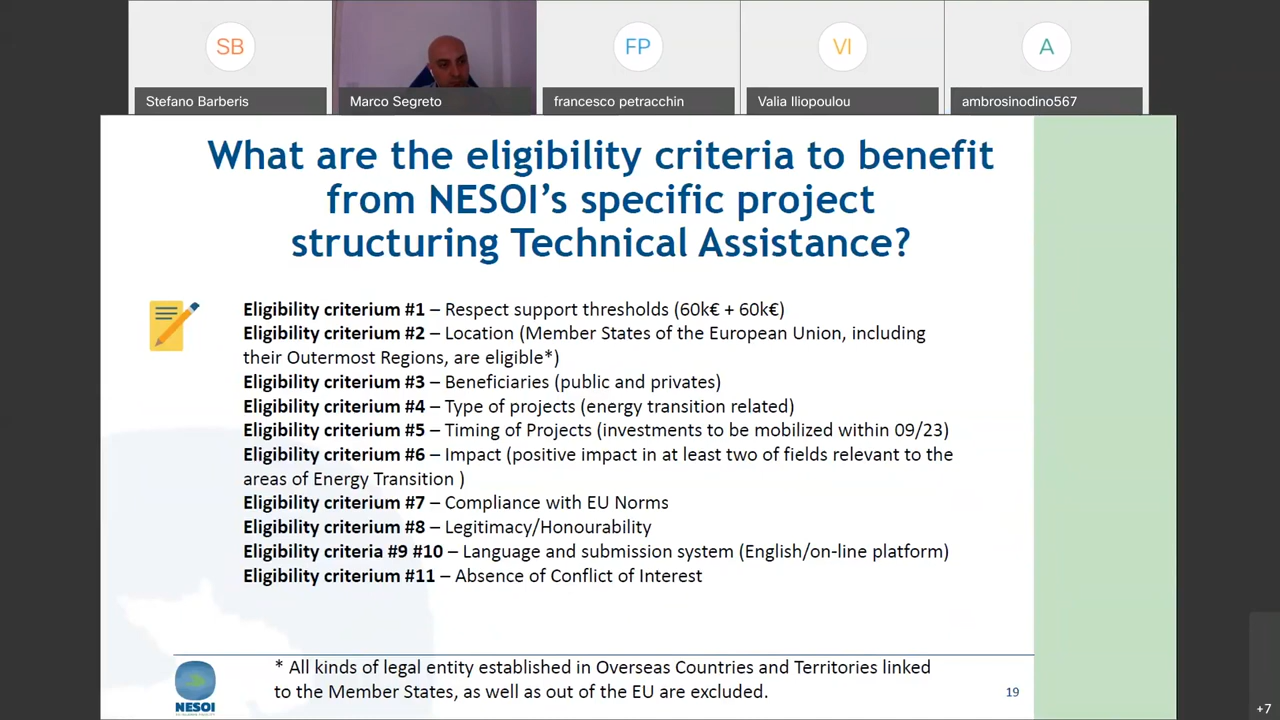 SB
FP
VI
A
Stefano Barberis
Marco Segreto
francesco petracchin
Valia Iliopoulou
ambrosinodino567
What are the eligibility criteria to benefit
from NESOI’s specific project
structuring Technical Assistance?
Eligibility criterium #1 – Respect support thresholds (60k€ + 60k€)
Eligibility criterium #2 – Location (Member States of the European Union, including
their Outermost Regions, are eligible*)
Eligibility criterium #3 – Beneficiaries (public and privates)
Eligibility criterium #4 – Type of projects (energy transition related)
Eligibility criterium #5 – Timing of Projects (investments to be mobilized within 09/23)
Eligibility criterium #6 – Impact (positive impact in at least two of fields relevant to the
areas of Energy Transition )
Eligibility criterium #7 – Compliance with EU Norms
Eligibility criterium #8 – Legitimacy/Honourability
Eligibility criteria #9 #10 – Language and submission system (English/on-line platform)
Eligibility criterium #11 – Absence of Conflict of Interest
* All kinds of legal entity established in Overseas Countries and Territories linked
to the Member States, as well as out of the EU are excluded.
NESOI
19
+7